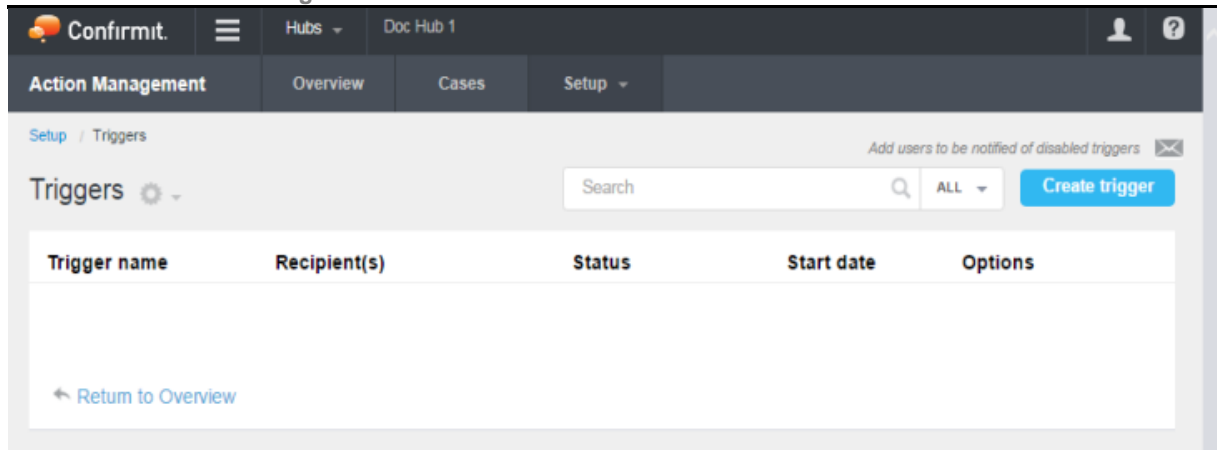 Confirmit. Hubs Doc Hub 1
Action Management Overview Cases Setup
Setup / Triggers
Add users to be notified of disabled triggers
Triggers Search ALL Create trigger
Trigger name Recipient(s) Status Start date Options
Return to Overview